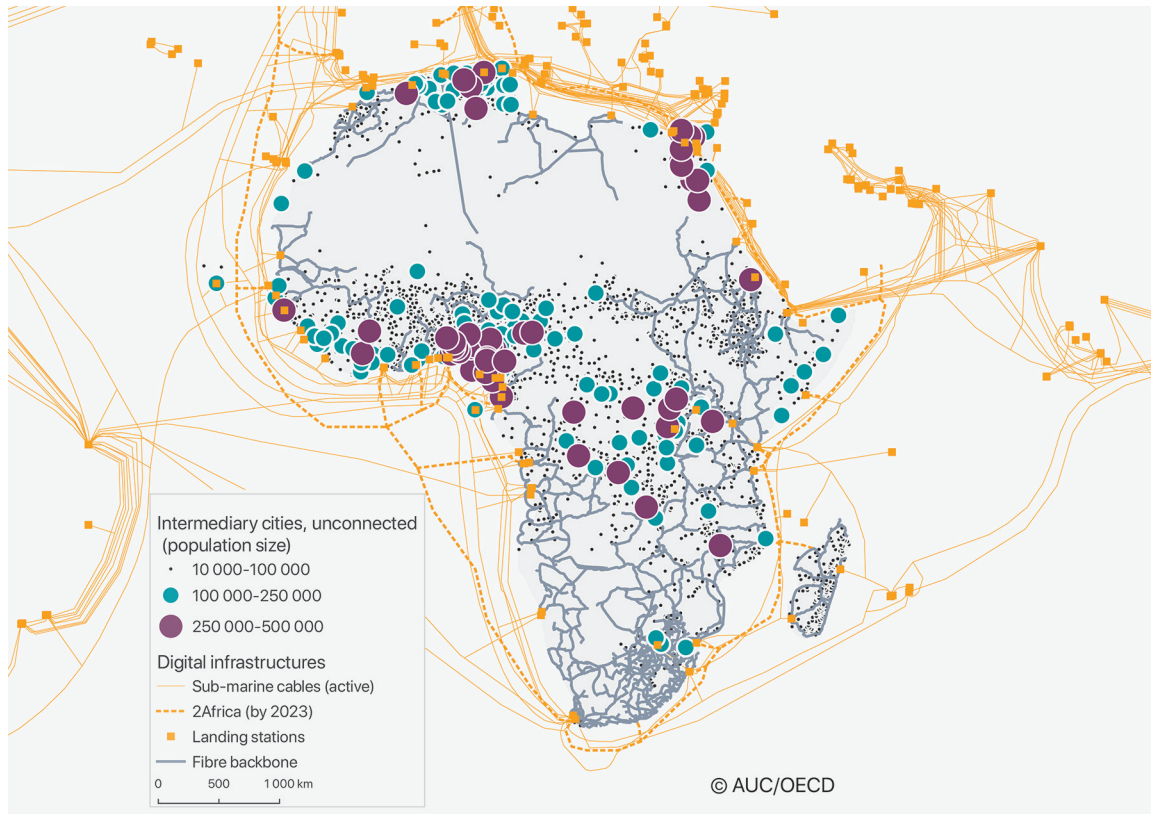 Intermediary cities, unconnected
(population size)
10 000-100 000
100 000-250 000
250 000-500 000
Digital infrastructures
Sub-marine cables (active)
2Africa (by 2023)
Landing stations
Fibre backbone
0 500 1 000 km
© AUC/OECD